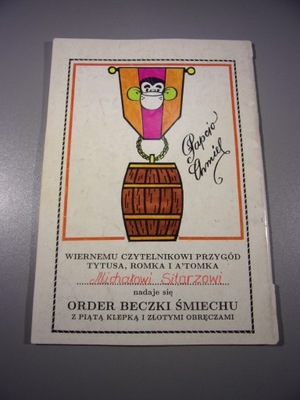 Papcio
Chmiel
WIERNEMU CZYTELNIKOWI PRZYGÓD
TYTUSA, ROMKA I A'TOMKA
Michałowi Sitarzowi
nadaje się
ORDER BECZKI ŚMIECHU
Z PIĄTĄ KLEPKĄ I ZŁOTYMI OBRĘCZAMI